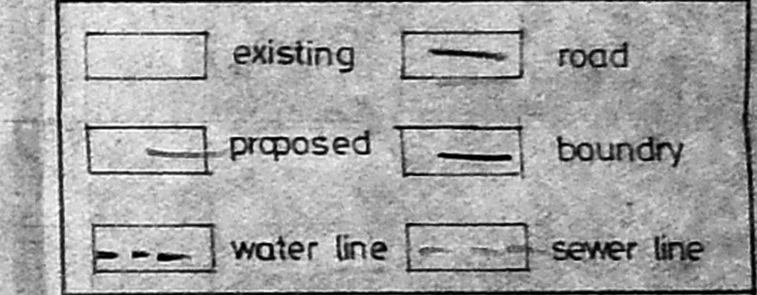 existing road
proposed boundry
water line sewer line